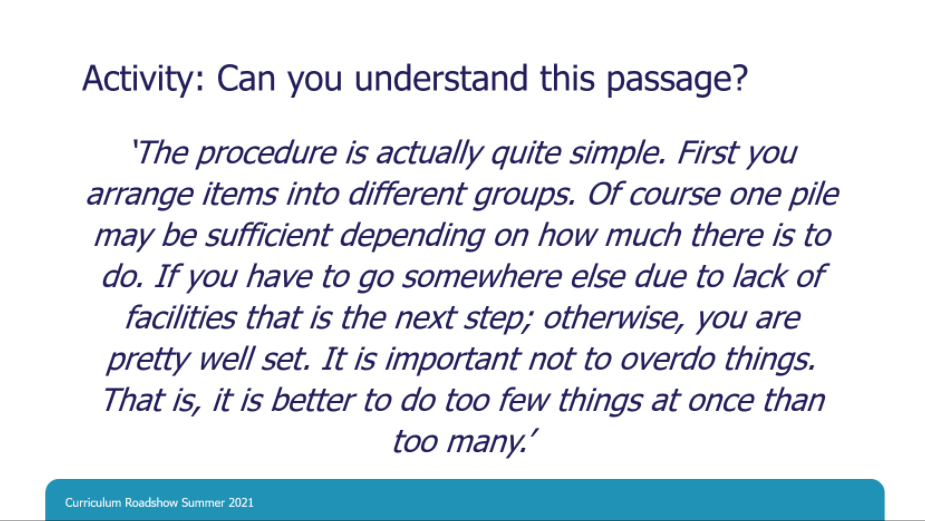 Activity: Can you understand this passage?
‘The procedure is actually quite simple. First you
arrange items into different groups. Of course one pile
may be sufficient depending on how much there is to
do. If you have to go somewhere else due to lack of
facilities that is the next step; otherwise, you are
pretty well set. It is important not to overdo things.
That is, it is better to do too few things at once than
too many.’
Curriculum Roadshow Summer 2021